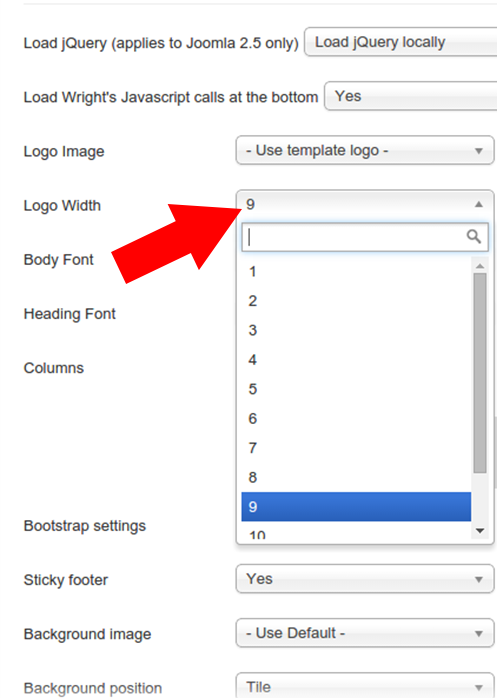 Load jQuery (applies to Joomla 2.5 only) Load jQuery locally
Load Wright's Javascript calls at the bottom Yes
Logo Image - Use template logo -
Logo Width 9
Body Font
1
2
Heading Font
3
4
Columns
5
6
7
8
9
Bootstrap settings
10
Sticky footer Yes
Background image - Use Default -
Background position Tile